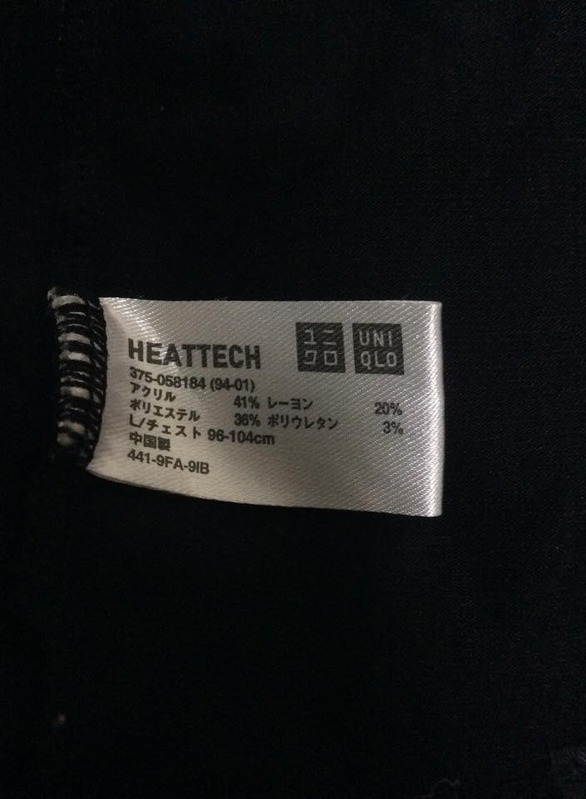 HEATTECH
ユニ UNI
クロ QLO
375-058184 (94-01)
アクリル 41% レーヨン 20%
ポリエステル 36% ポリウレタン 3%
L/チェスト 96-104cm
中国製
441-9FA-9IB